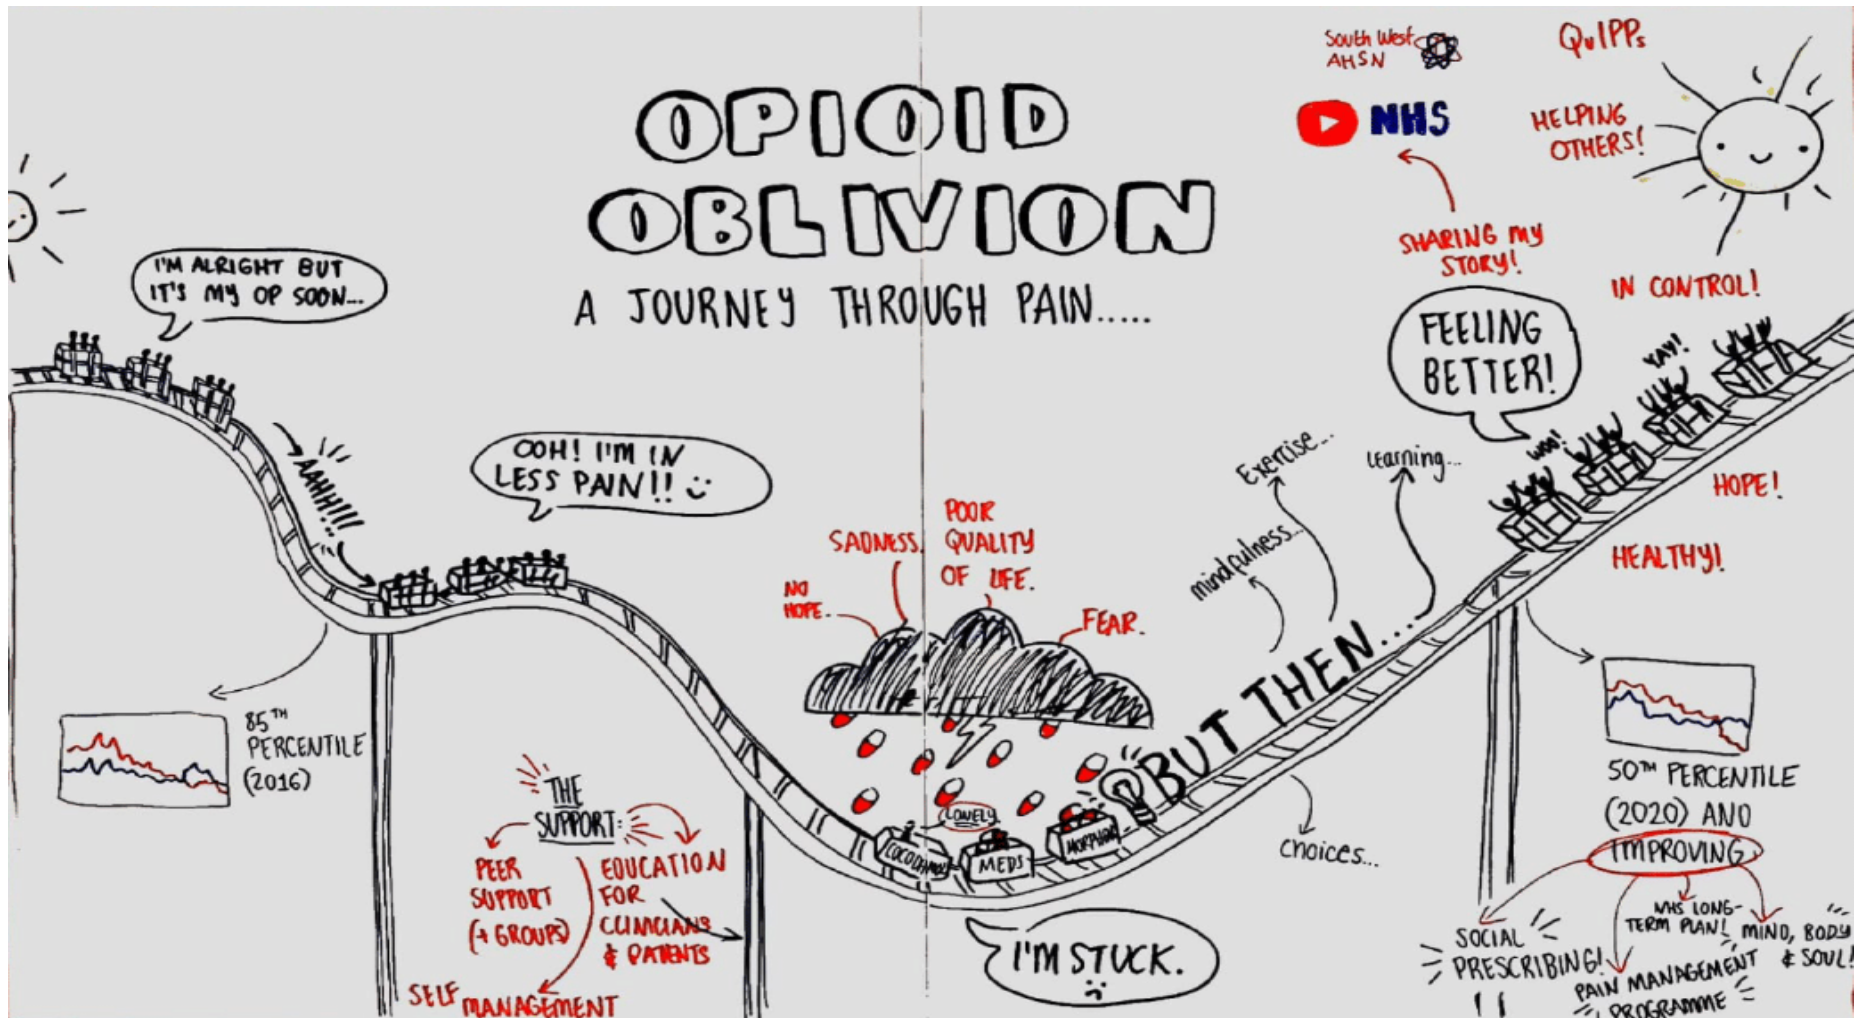 OPIOID
OBLIVION
A JOURNEY THROUGH PAIN.....
South West
AHSN
NHS
QuIPPs
HELPING
OTHERS!
SHARING MY
STORY!
IN CONTROL!
I'M ALRIGHT BUT
IT'S MY OP SOON...
AAHH!!!!
OOH! I'M IN
LESS PAIN!!
FEELING
BETTER!
YAY!
WOO!
HOPE!
HEALTHY!
Exercise...
learning...
mindfulness...
NO
HOPE.
SADNESS.
POOR
QUALITY
OF LIFE.
FEAR.
BUT THEN....
choices...
85TH
PERCENTILE
(2016)
THE
SUPPORT:
PEER
SUPPORT
(+ GROUPS)
EDUCATION
FOR
CLINICIANS
& PATIENTS
SELF MANAGEMENT
LONELY.
MEDS
I'M STUCK.
50TH PERCENTILE
(2020) AND
IMPROVING
SOCIAL
PRESCRIBING!
NHS LONG-
TERM PLAN!
MIND, BODY
& SOUL!
PAIN MANAGEMENT
PROGRAMME